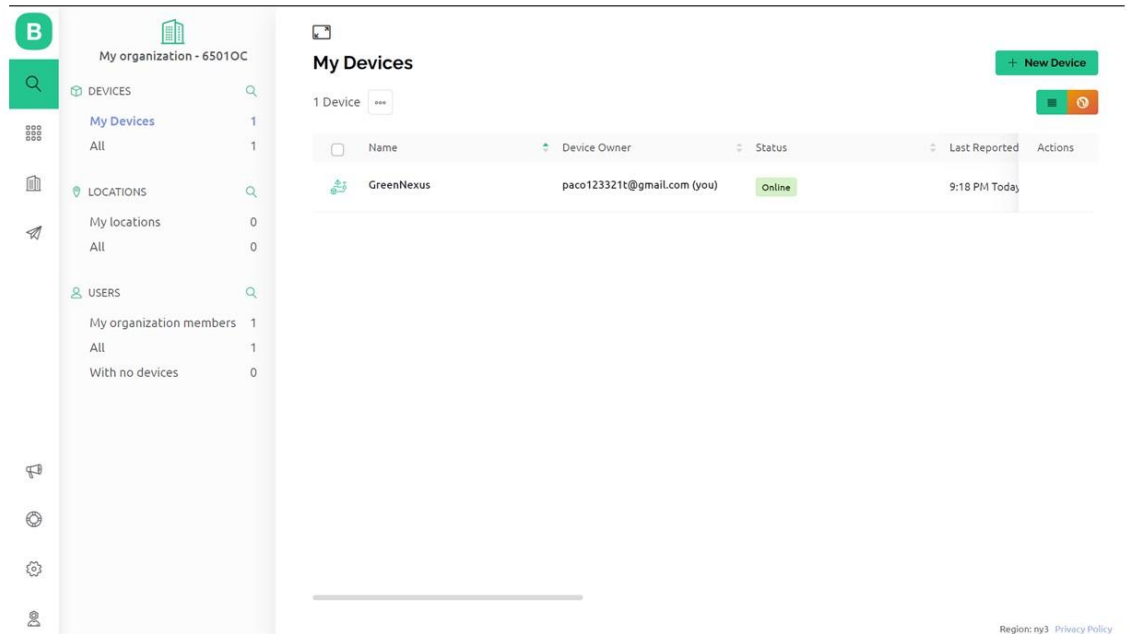 B
My organization - 6501OC
DEVICES
My Devices 1
All 1
LOCATIONS
My locations 0
All 0
USERS
My organization members 1
All 1
With no devices 0
My Devices
+ New Device
1 Device
Name Device Owner Status Last Reported Actions
GreenNexus paco123321t@gmail.com (you) Online 9:18 PM Today
Region: ny3 Privacy Policy